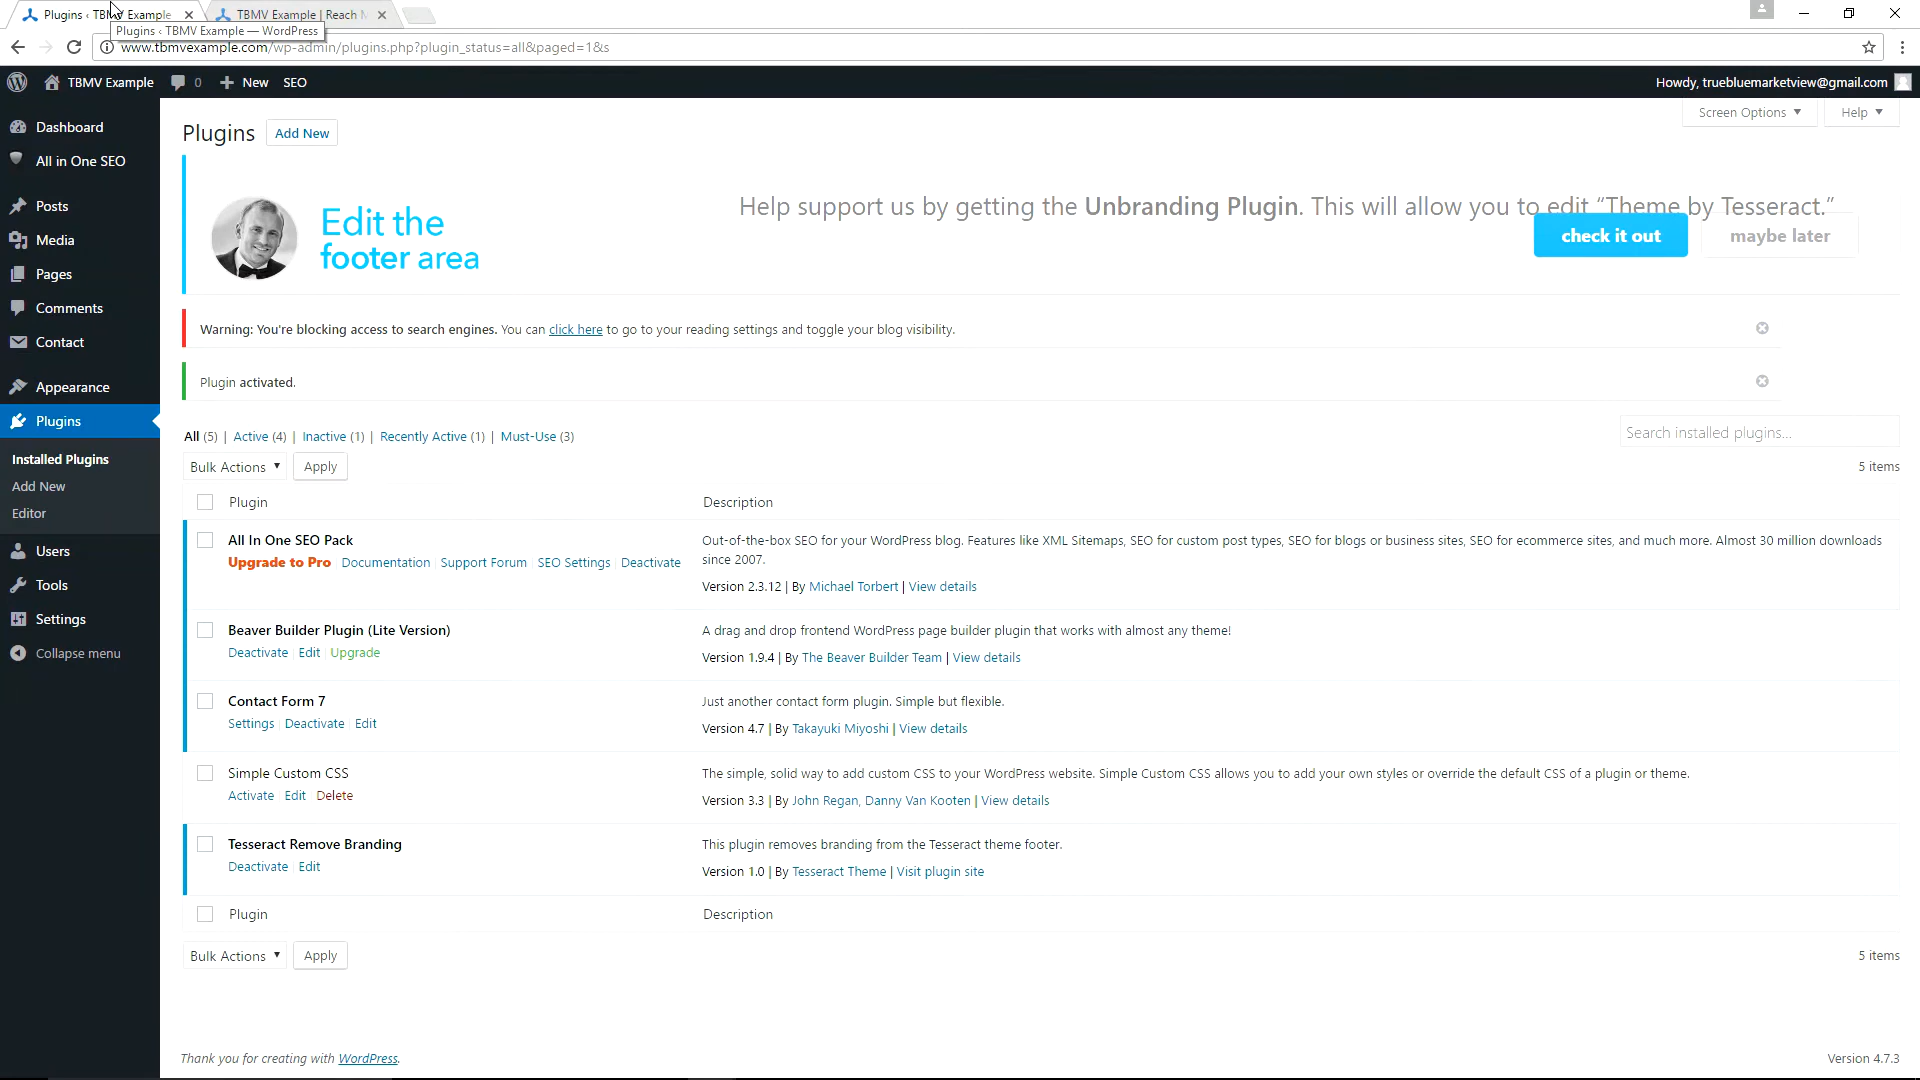 Plugins ‹ TBMV Example
TBMV Example | Reach M
Plugins ‹ TBMV Example — WordPress
www.tbmvexample.com/wp-admin/plugins.php?plugin_status=all&paged=1&s
TBMV Example 0 New SEO
Howdy, truebluemarketview@gmail.com
Screen Options
Help
Dashboard
All in One SEO
Posts
Media
Pages
Comments
Contact
Appearance
Plugins
Installed Plugins
Add New
Editor
Users
Tools
Settings
Collapse menu
Plugins Add New
Edit the
footer area
Help support us by getting the Unbranding Plugin. This will allow you to edit “Theme by Tesseract.”
check it out
maybe later
Warning: You're blocking access to search engines. You can click here to go to your reading settings and toggle your blog visibility.
Plugin activated.
All (5) | Active (4) | Inactive (1) | Recently Active (1) | Must-Use (3)
Search installed plugins...
Bulk Actions Apply
5 items
Plugin Description
All In One SEO Pack
Upgrade to Pro | Documentation | Support Forum | SEO Settings | Deactivate
Out-of-the-box SEO for your WordPress blog. Features like XML Sitemaps, SEO for custom post types, SEO for blogs or business sites, SEO for ecommerce sites, and much more. Almost 30 million downloads
since 2007.
Version 2.3.12 | By Michael Torbert | View details
Beaver Builder Plugin (Lite Version)
Deactivate | Edit | Upgrade
A drag and drop frontend WordPress page builder plugin that works with almost any theme!
Version 1.9.4 | By The Beaver Builder Team | View details
Contact Form 7
Settings | Deactivate | Edit
Just another contact form plugin. Simple but flexible.
Version 4.7 | By Takayuki Miyoshi | View details
Simple Custom CSS
Activate | Edit | Delete
The simple, solid way to add custom CSS to your WordPress website. Simple Custom CSS allows you to add your own styles or override the default CSS of a plugin or theme.
Version 3.3 | By John Regan, Danny Van Kooten | View details
Tesseract Remove Branding
Deactivate | Edit
This plugin removes branding from the Tesseract theme footer.
Version 1.0 | By Tesseract Theme | Visit plugin site
Plugin Description
Bulk Actions Apply
5 items
Thank you for creating with WordPress.
Version 4.7.3